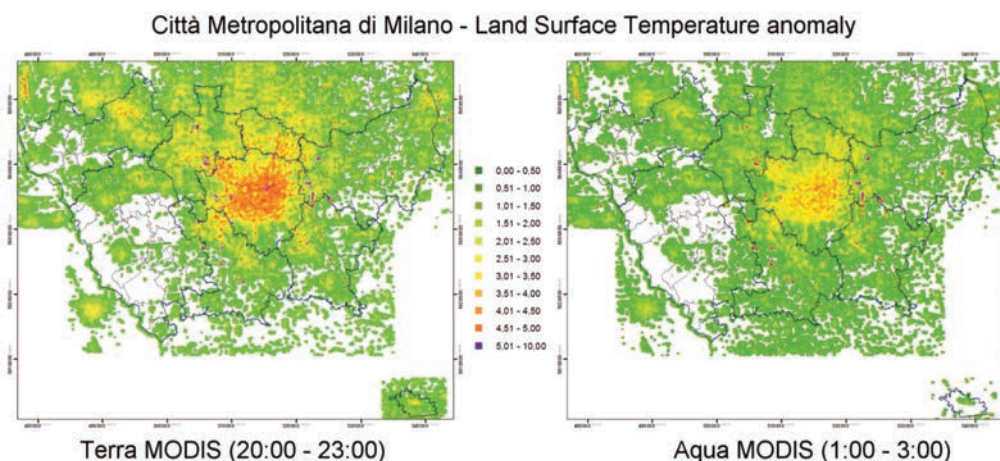 Città Metropolitana di Milano - Land Surface Temperature anomaly
0.00 - 0.50
0.51 - 1.00
1.01 - 1.50
1.51 - 2.00
2.01 - 2.50
2.51 - 3.00
3.01 - 3.50
3.51 - 4.00
4.01 - 4.50
4.51 - 5.00
5.01 - 10.00
Terra MODIS (20:00 - 23:00)
Aqua MODIS (1:00 - 3:00)